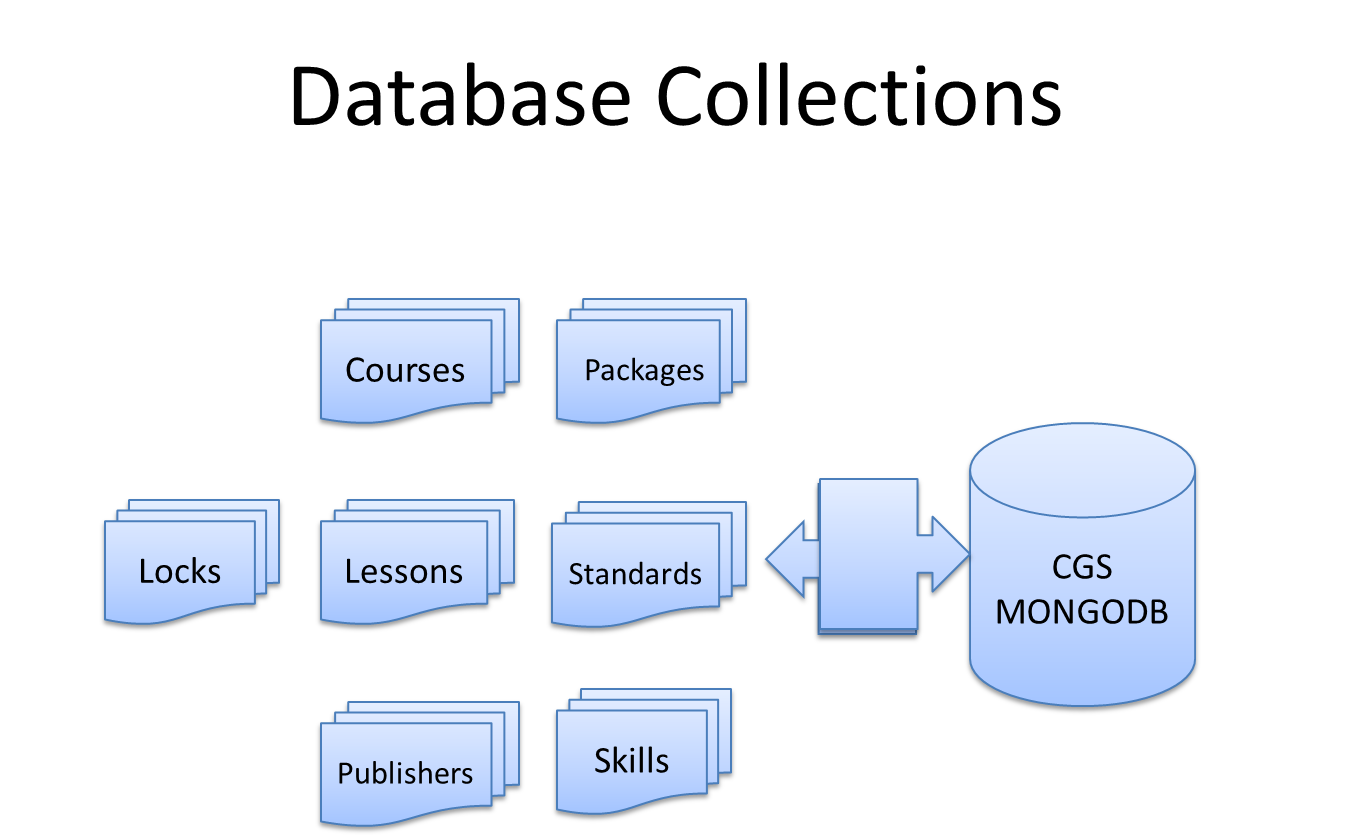 Database Collections
Courses
Packages
Locks
Lessons
Standards
CGS
MONGODB
Publishers
Skills